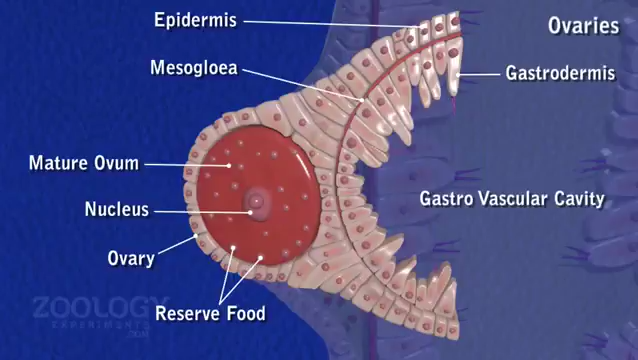 Epidermis
Ovaries
Mesogloea
Gastrodermis
Mature Ovum
Gastro Vascular Cavity
Nucleus
Ovary
ZOOLOGY
EXPERIMENTS
.COM
Reserve Food